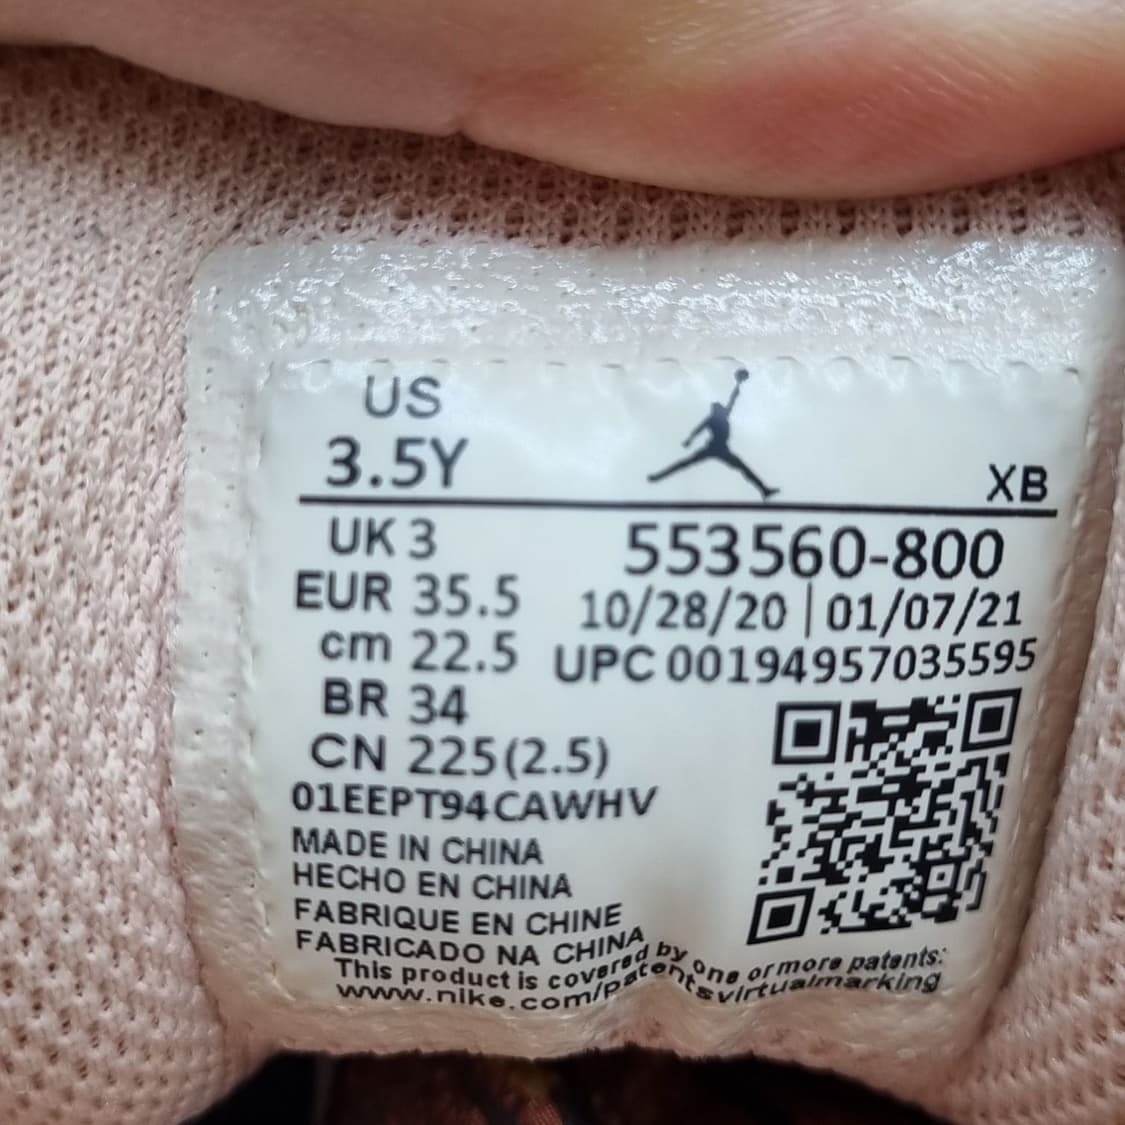 US
3.5Y
XB
UK 3
553560-800
EUR 35.5
10/28/20 | 01/07/21
cm 22.5
UPC 00194957035595
BR 34
CN 225(2.5)
01EEPT94CAWHV
MADE IN CHINA
HECHO EN CHINA
FABRIQUE EN CHINE
FABRICADO NA CHINA
This product is covered by one or more patents:
www.nike.com/patentsvirtualmarking